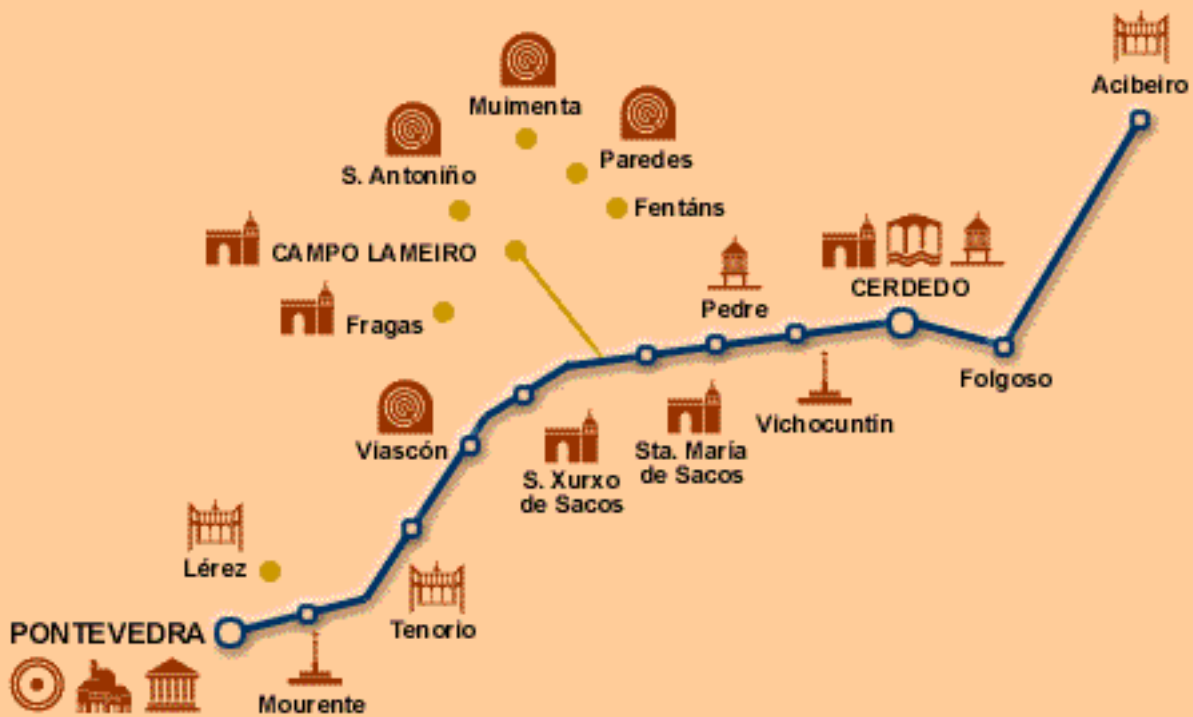 Acibeiro
Muimenta
Paredes
S. Antoniño
Fentáns
CAMPO LAMEIRO
CERDEDO
Pedre
Fragas
Folgoso
Vichocuntín
Viascón
Sta. María
de Sacos
S. Xurxo
de Sacos
Lérez
Tenorio
PONTEVEDRA
Mourente